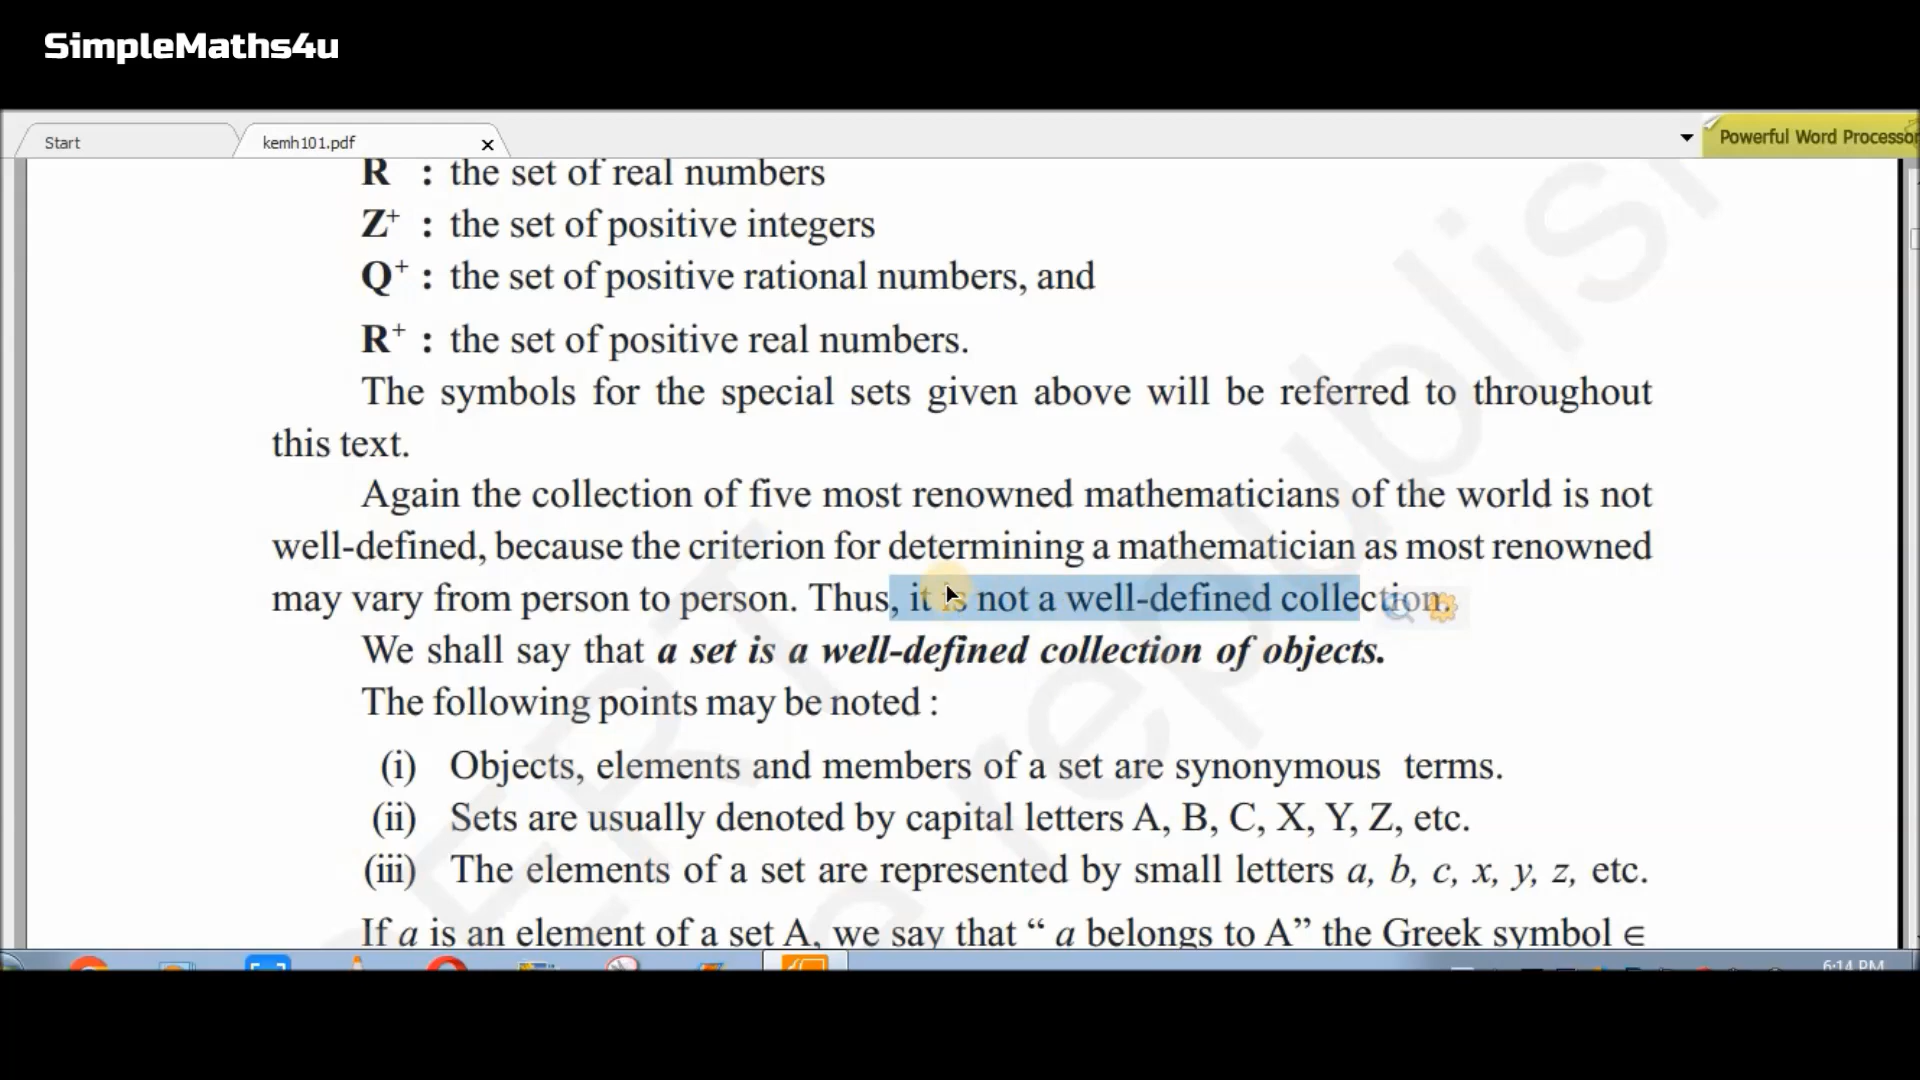 SimpleMaths4u
Start
kemh101.pdf
Powerful Word Processor
R : the set of real numbers
Z+ : the set of positive integers
Q+ : the set of positive rational numbers, and
R+ : the set of positive real numbers.
The symbols for the special sets given above will be referred to throughout
this text.
Again the collection of five most renowned mathematicians of the world is not
well-defined, because the criterion for determining a mathematician as most renowned
may vary from person to person. Thus, it is not a well-defined collection.
We shall say that a set is a well-defined collection of objects.
The following points may be noted :
(i) Objects, elements and members of a set are synonymous terms.
(ii) Sets are usually denoted by capital letters A, B, C, X, Y, Z, etc.
(iii) The elements of a set are represented by small letters a, b, c, x, y, z, etc.
If a is an element of a set A, we say that “ a belongs to A” the Greek symbol ∈
6:14 PM